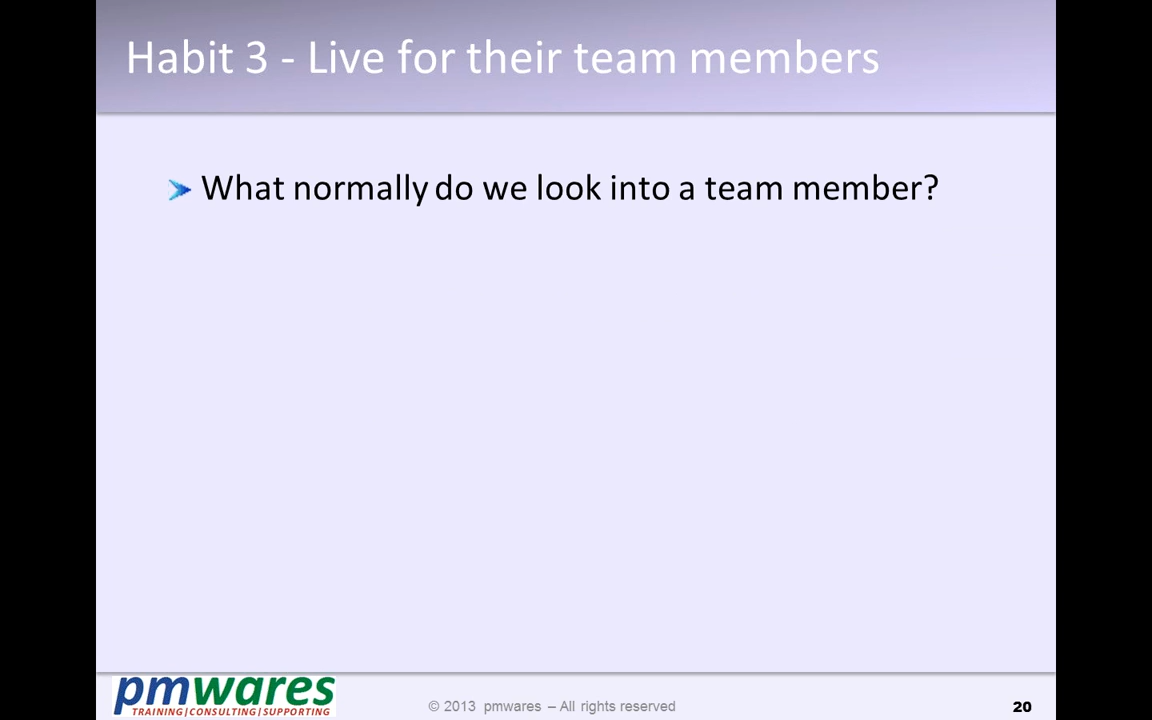 Habit 3 - Live for their team members
What normally do we look into a team member?
pmwares
TRAINING|CONSULTING|SUPPORTING
© 2013 pmwares – All rights reserved
20